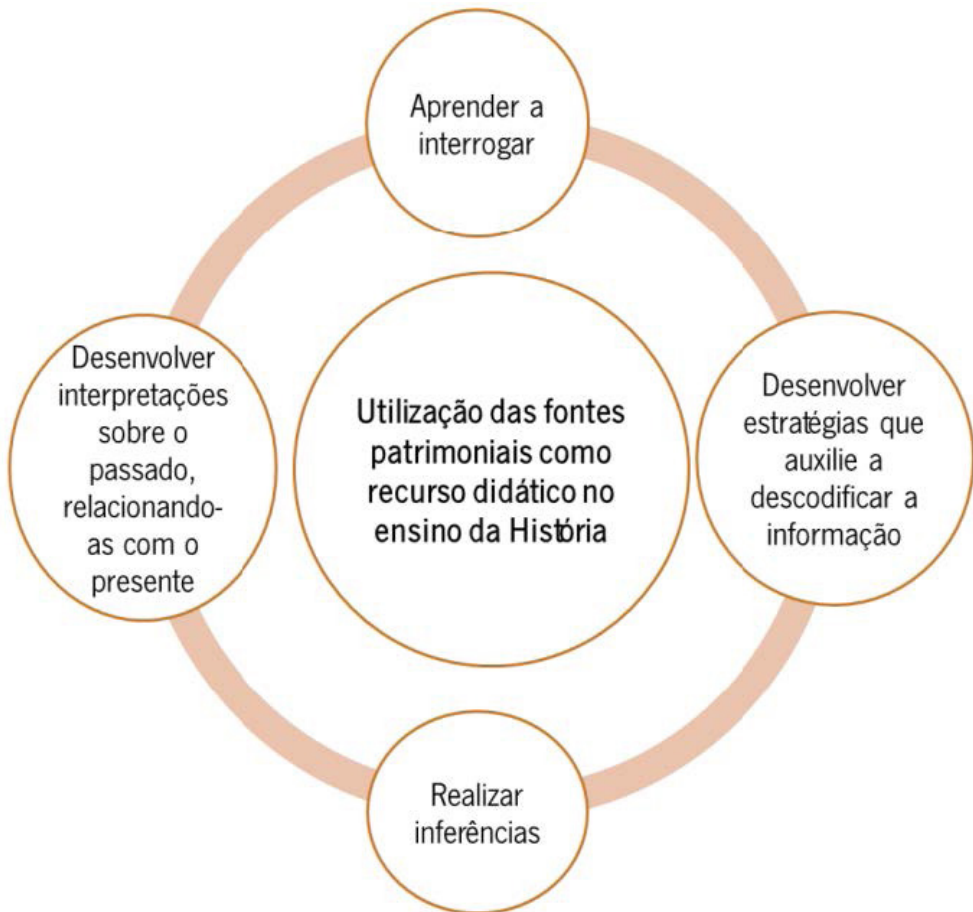 Aprender a
interrogar
Desenvolver
interpretações
sobre o
passado,
relacionando-
as com o
presente
Utilização das fontes
patrimoniais como
recurso didático no
ensino da História
Desenvolver
estratégias que
auxilie a
descodificar a
informação
Realizar
inferências